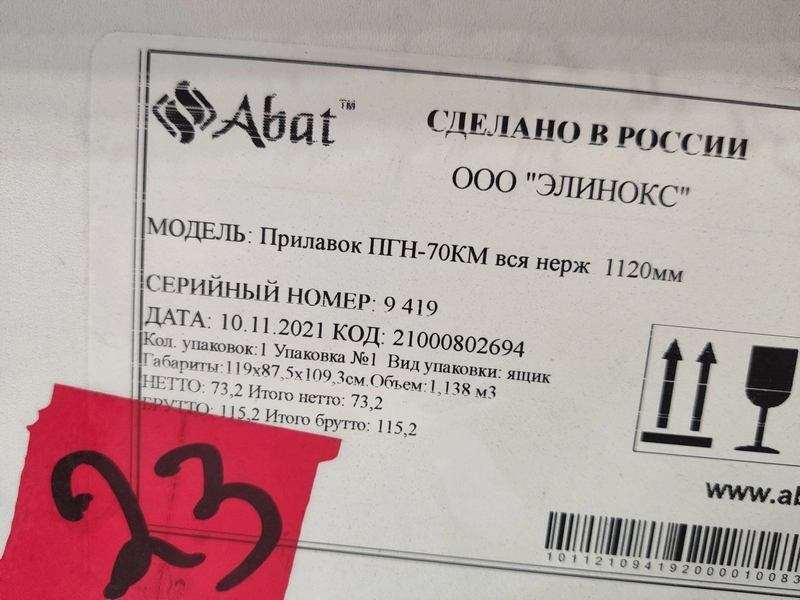 Abat™
СДЕЛАНО В РОССИИ
ООО "ЭЛИНОКС"
МОДЕЛЬ: Прилавок ПГН-70КМ вся нерж 1120мм
СЕРИЙНЫЙ НОМЕР: 9 419
ДАТА: 10.11.2021 КОД: 21000802694
Кол. упаковок:1 Упаковка №1 Вид упаковки: ящик
Габариты:119x87,5x109,3см.Объем:1,138 м3
НЕТТО: 73,2 Итого нетто: 73,2
БРУТТО: 115,2 Итого брутто: 115,2
23
www.ab
1011210941920000010083